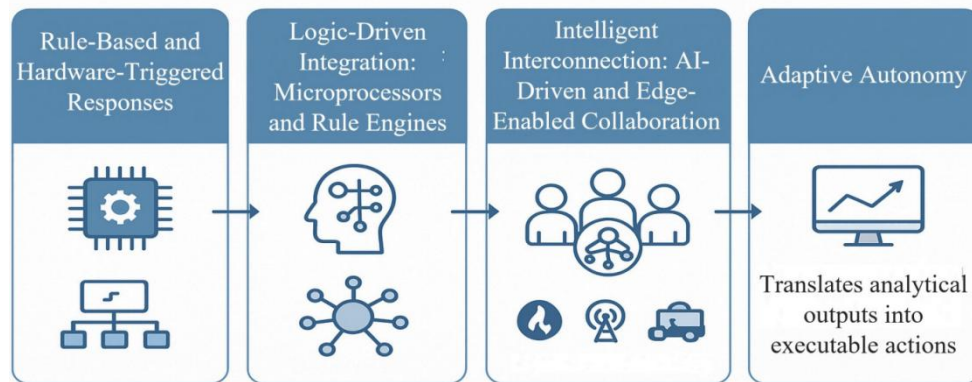 Rule-Based and
Hardware-Triggered
Responses
Logic-Driven
Integration:
Microprocessors
and Rule Engines
Intelligent
Interconnection: AI-
Driven and Edge-
Enabled Collaboration
Adaptive Autonomy
Translates analytical
outputs into
executable actions